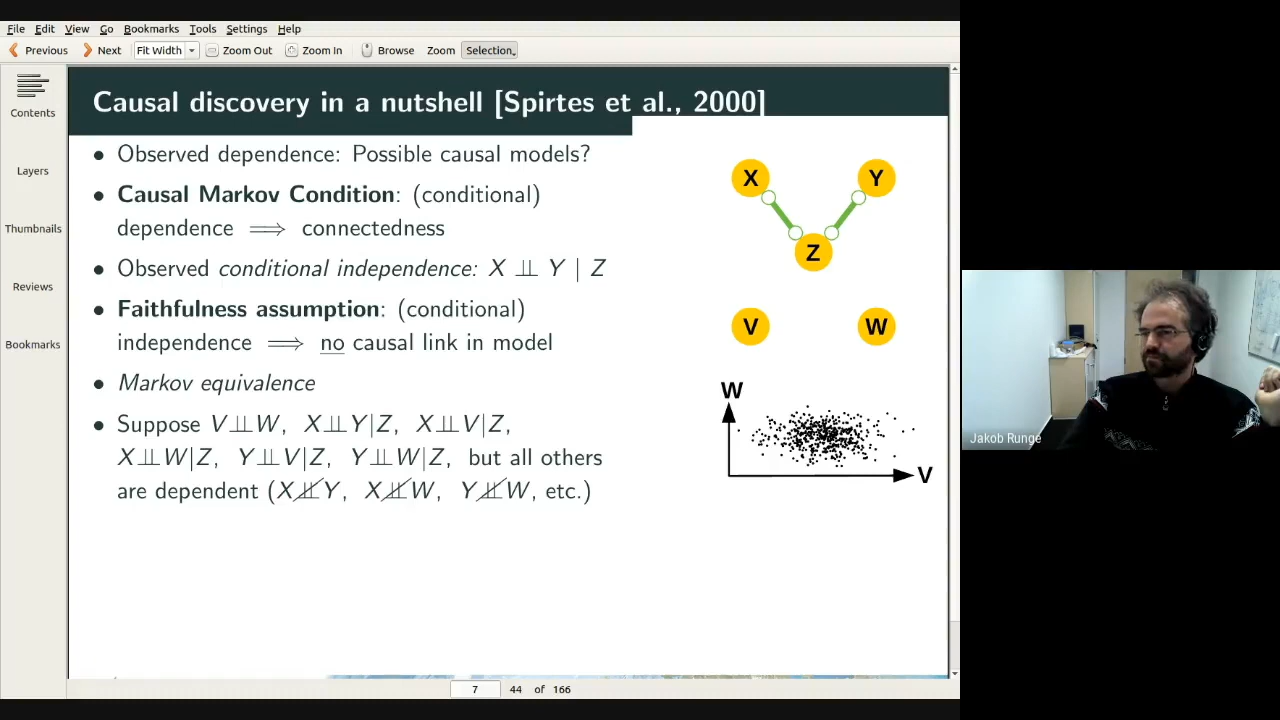 File Edit View Go Bookmarks Tools Settings Help
Previous Next Fit Width Zoom Out Zoom In Browse Zoom Selection
Contents
Layers
Thumbnails
Reviews
Bookmarks
Causal discovery in a nutshell [Spirtes et al., 2000]
• Observed dependence: Possible causal models?
• Causal Markov Condition: (conditional)
dependence ⟹ connectedness
• Observed conditional independence: X ⫫ Y | Z
• Faithfulness assumption: (conditional)
independence ⟹ no causal link in model
• Markov equivalence
• Suppose V⫫W, X⫫Y|Z, X⫫V|Z,
X⫫W|Z, Y⫫V|Z, Y⫫W|Z, but all others
are dependent (X⫫̸Y, X⫫̸W, Y⫫̸W, etc.)
X Y
Z
V W
W
V
Jakob Runge
7 44 of 166